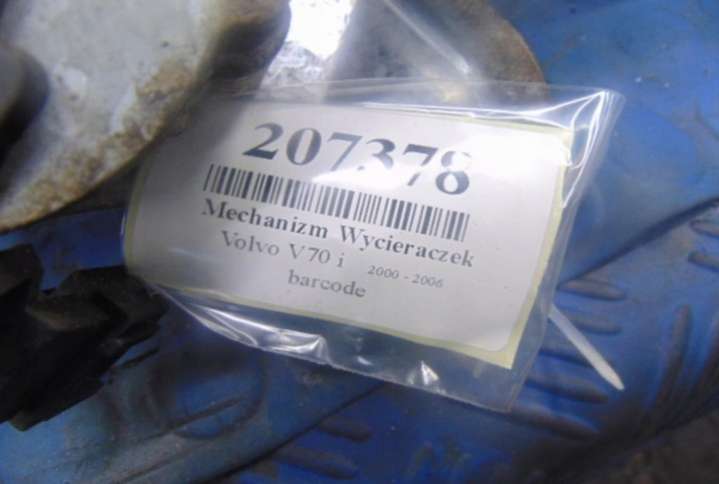 207378
Mechanizm Wycieraczek
Volvo V70 i 2000 - 2006
barcode